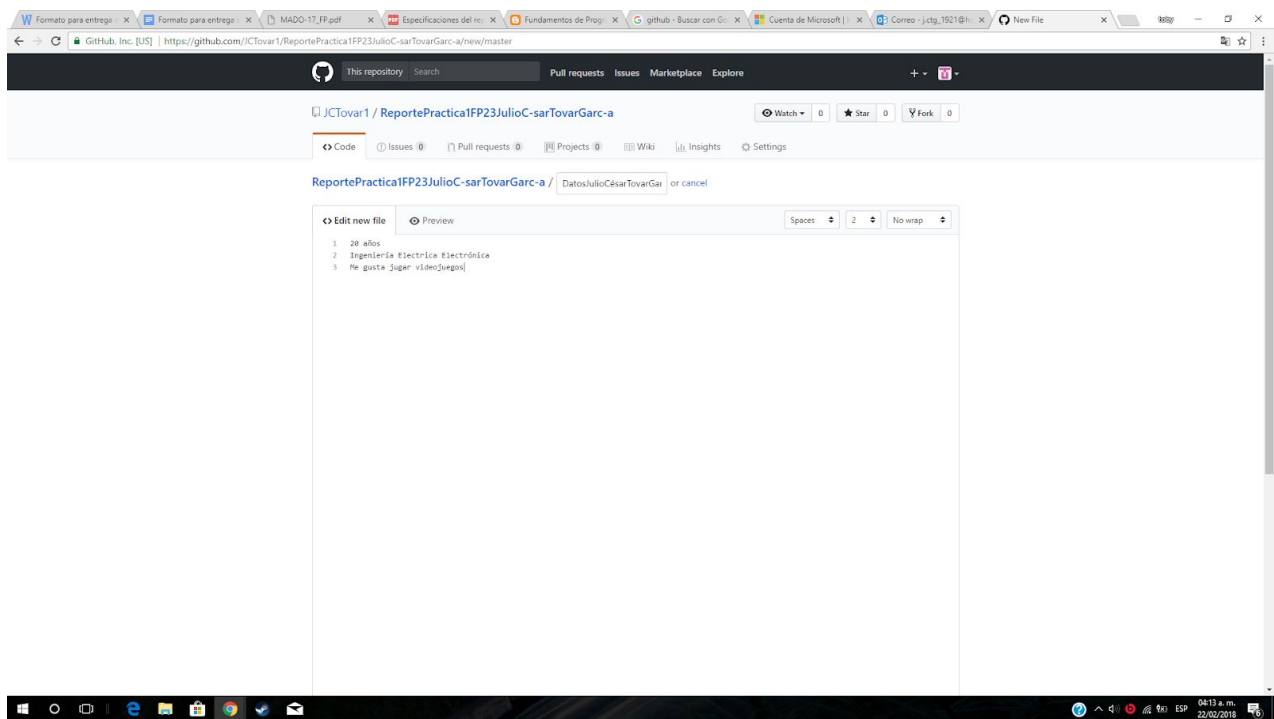 Formato para entrega
Formato para entrega
MADO-17_FP.pdf
Especificaciones del re
Fundamentos de Progr
github - Buscar con Go
Cuenta de Microsoft |
Correo - j.ctg_1921@h
New File
GitHub, Inc. [US] | https://github.com/JCTovar1/ReportePractica1FP23JulioC-sarTovarGarc-a/new/master
This repository Search Pull requests Issues Marketplace Explore
JCTovar1 / ReportePractica1FP23JulioC-sarTovarGarc-a
Watch 0 Star 0 Fork 0
Code Issues 0 Pull requests 0 Projects 0 Wiki Insights Settings
ReportePractica1FP23JulioC-sarTovarGarc-a / DatosJulioCésarTovarGar or cancel
Edit new file Preview Spaces 2 No wrap
1 20 años
2 Ingeniería Electrica Electrónica
3 Me gusta jugar videojuegos
ESP
04:13 a. m.
22/02/2018
6